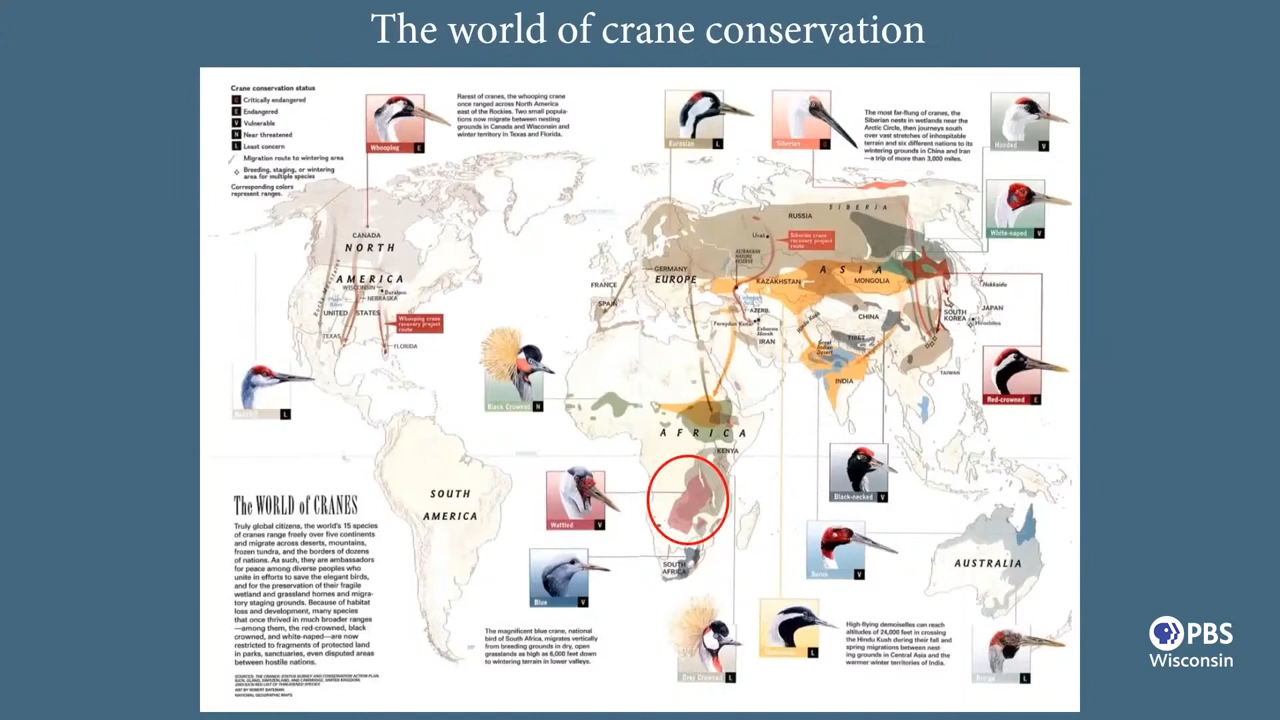 The world of crane conservation
Crane conservation status
C Critically endangered
E Endangered
V Vulnerable
N Near threatened
L Least concern
Migration route to wintering area
Breeding, staging, or wintering
area for multiple species
Corresponding colors
represent ranges.
Whooping E
Rarest of cranes, the whooping crane
once ranged across North America
east of the Rockies. Two small popula-
tions now migrate between nesting
grounds in Canada and Wisconsin and
winter territory in Texas and Florida.
Eurasian L
Siberian C
The most far-flung of cranes, the
Siberian nests in wetlands near the
Arctic Circle, then journeys south
over vast stretches of inhospitable
terrain and six different nations to its
wintering grounds in China and Iran
—a trip of more than 3,000 miles.
Hooded V
White-naped V
SIBERIA
RUSSIA
Uvat
Siberian crane
recovery project
route
CANADA
NORTH
AMERICA
WISCONSIN
NEBRASKA
UNITED STATES
TEXAS
FLORIDA
Whooping crane
recovery project
route
GERMANY
EUROPE
FRANCE
SPAIN
ASIA
KAZAKHSTAN
MONGOLIA
AZERB.
IRAN
Hindu Kush
CHINA
TIBET
Great
Indian
Desert
INDIA
Hokkaido
JAPAN
SOUTH
KOREA
Hiroshima
TAIWAN
L
Black Crowned N
Red-crowned E
AFRICA
KENYA
SOUTH
AMERICA
Black-necked V
Wattled V
Sarus V
Blue V
SOUTH
AFRICA
AUSTRALIA
The WORLD of CRANES
Truly global citizens, the world's 15 species
of cranes range freely over five continents
and migrate across deserts, mountains,
frozen tundra, and the borders of dozens
of nations. As such, they are ambassadors
for peace among diverse peoples who
unite in efforts to save the elegant birds,
and for the preservation of their fragile
wetland and grassland homes and migra-
tory staging grounds. Because of habitat
loss and development, many species
that once thrived in much broader ranges
—among them, the red-crowned, black
crowned, and white-naped—are now
restricted to fragments of protected land
in parks, sanctuaries, even disputed areas
between hostile nations.
ART BY ROBERT BATEMAN
NATIONAL GEOGRAPHIC MAPS
The magnificent blue crane, national
bird of South Africa, migrates vertically
from breeding grounds in dry, open
grasslands as high as 6,000 feet down
to wintering terrain in lower valleys.
Grey Crowned L
L
High-flying demoiselles can reach
altitudes of 24,000 feet in crossing
the Hindu Kush during their fall and
spring migrations between nest-
ing grounds in Central Asia and the
warmer winter territories of India.
Brolga L
PBS
Wisconsin